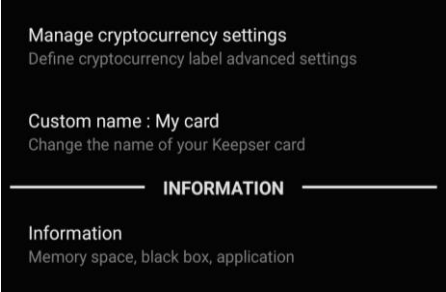 Manage cryptocurrency settings
Define cryptocurrency label advanced settings
Custom name : My card
Change the name of your Keepser card
INFORMATION
Information
Memory space, black box, application